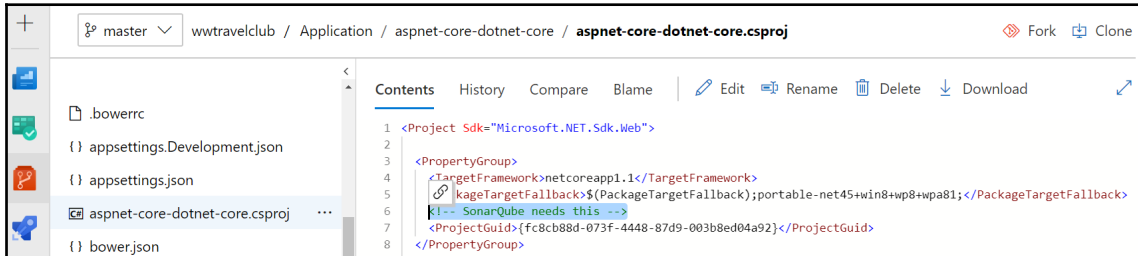 master
wwtravelclub / Application / aspnet-core-dotnet-core / aspnet-core-dotnet-core.csproj
Fork
Clone
.bowerrc
{} appsettings.Development.json
{} appsettings.json
C# aspnet-core-dotnet-core.csproj ...
{} bower.json
Contents History Compare Blame Edit Rename Delete Download
1 <Project Sdk="Microsoft.NET.Sdk.Web">
2
3 <PropertyGroup>
4 <TargetFramework>netcoreapp1.1</TargetFramework>
5 kageTargetFallback>$(PackageTargetFallback);portable-net45+win8+wp8+wpa81;</PackageTargetFallback>
6 <!-- SonarQube needs this -->
7 <ProjectGuid>{fc8cb88d-073f-4448-87d9-003b8ed04a92}</ProjectGuid>
8 </PropertyGroup>